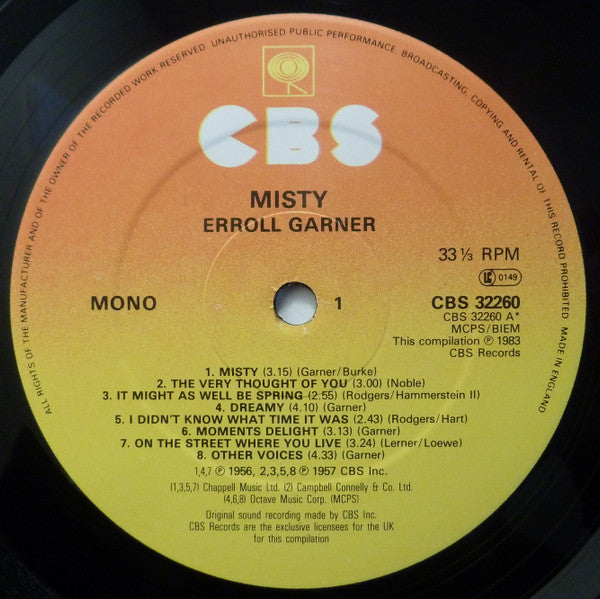 ALL RIGHTS OF THE MANUFACTURER AND OF THE OWNER OF THE RECORDED WORK RESERVED. UNAUTHORISED PUBLIC PERFORMANCE, BROADCASTING, COPYING AND RENTAL OF THIS RECORD PROHIBITED. MADE IN ENGLAND
CBS
MISTY
ERROLL GARNER
33⅓ RPM
LC 0149
MONO 1 CBS 32260
CBS 32260 A*
MCPS/BIEM
This compilation ℗ 1983
CBS Records
1. MISTY (3.15) (Garner/Burke)
2. THE VERY THOUGHT OF YOU (3.00) (Noble)
3. IT MIGHT AS WELL BE SPRING (2:55) (Rodgers/Hammerstein II)
4. DREAMY (4.10) (Garner)
5. I DIDN'T KNOW WHAT TIME IT WAS (2.43) (Rodgers/Hart)
6. MOMENTS DELIGHT (3.13) (Garner)
7. ON THE STREET WHERE YOU LIVE (3.24) (Lerner/Loewe)
8. OTHER VOICES (4.33) (Garner)
1,4,7 ℗ 1956, 2,3,5,8 ℗ 1957 CBS Inc.
(1,3,5,7) Chappell Music Ltd. (2) Campbell Connelly & Co. Ltd.
(4,6,8) Octave Music Corp. (MCPS)
Original sound recording made by CBS Inc.
CBS Records are the exclusive licensees for the UK
for this compilation